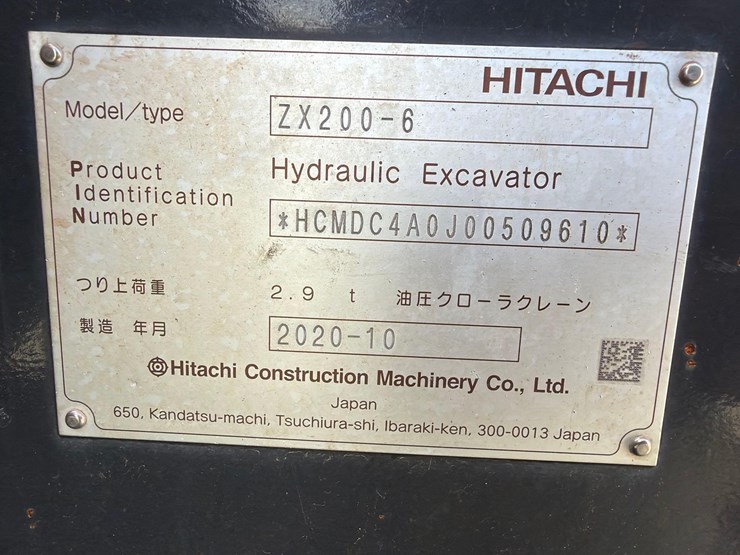 HITACHI
Model/type ZX200-6
Hydraulic Excavator
Product
Identification
Number
*HCMDC4A0J00509610*
つり上荷重 2.9 t 油圧クローラクレーン
製造 年月 2020-10
Hitachi Construction Machinery Co., Ltd.
Japan
650, Kandatsu-machi, Tsuchiura-shi, Ibaraki-ken, 300-0013 Japan